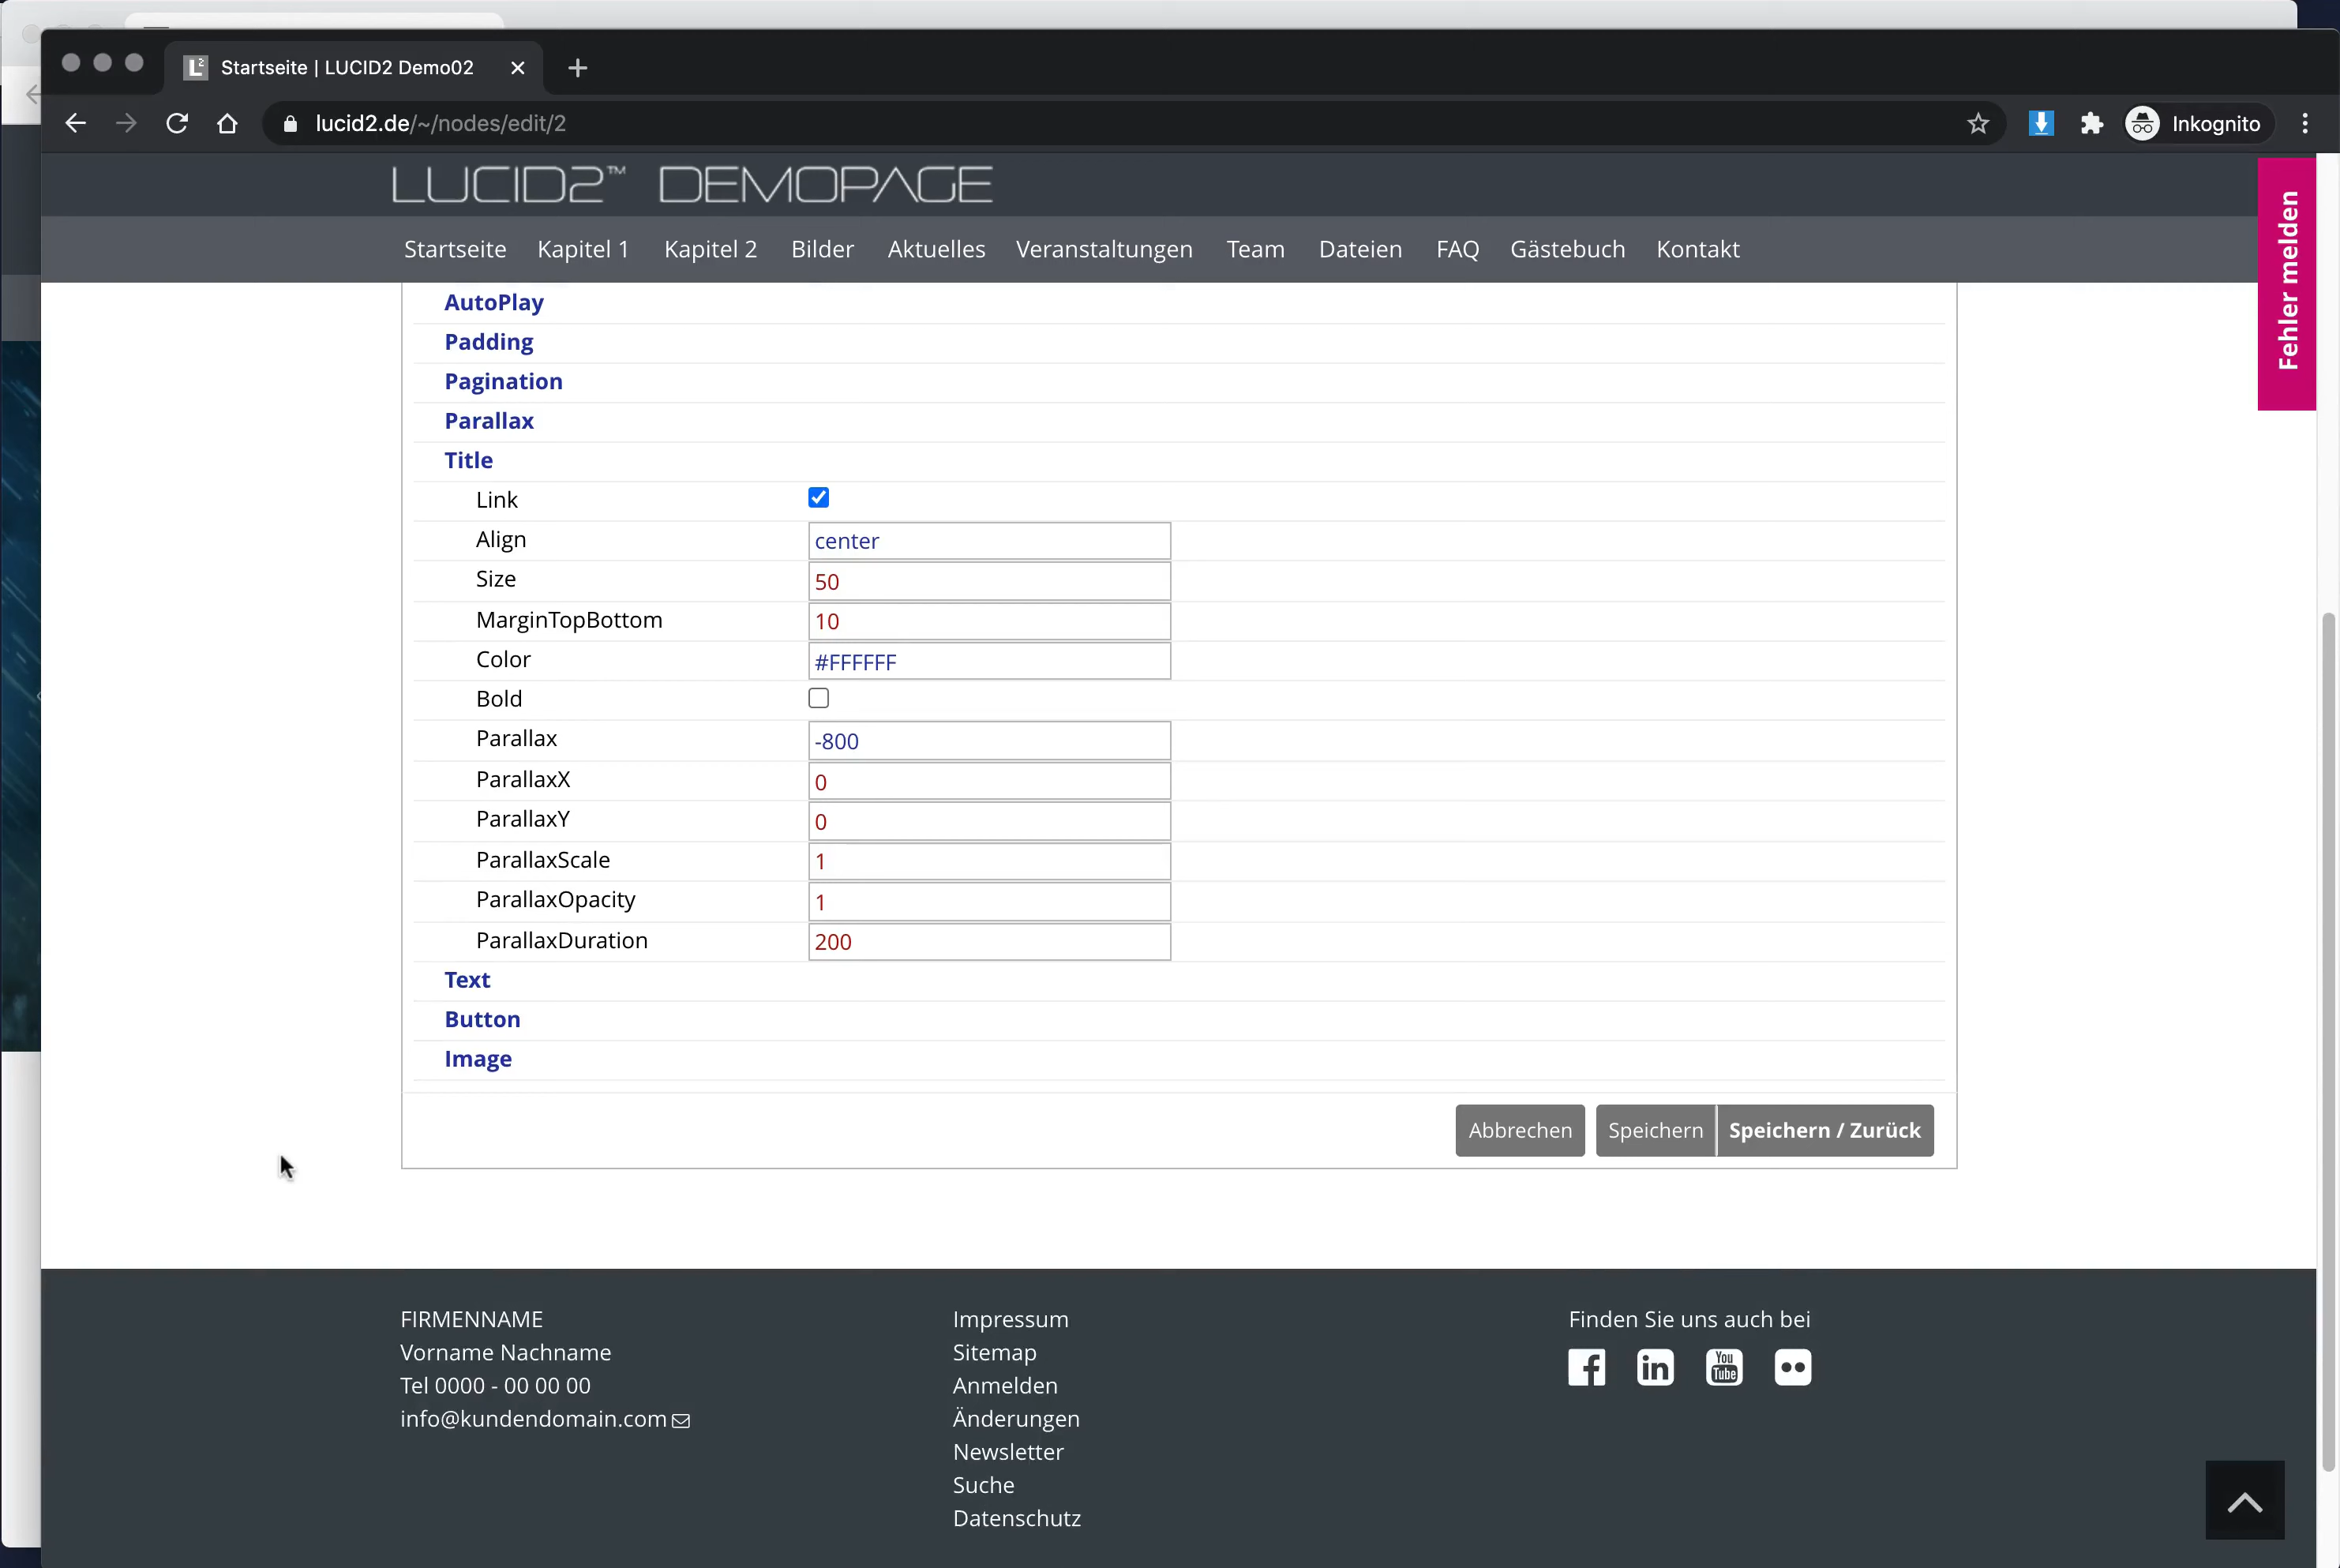 Startseite | LUCID2 Demo02
lucid2.de/~/nodes/edit/2
Inkognito
LUCID2™ DEMOPAGE
Startseite Kapitel 1 Kapitel 2 Bilder Aktuelles Veranstaltungen Team Dateien FAQ Gästebuch Kontakt
Fehler melden
AutoPlay
Padding
Pagination
Parallax
Title
Link
Align center
Size 50
MarginTopBottom 10
Color #FFFFFF
Bold
Parallax -800
ParallaxX 0
ParallaxY 0
ParallaxScale 1
ParallaxOpacity 1
ParallaxDuration 200
Text
Button
Image
Abbrechen Speichern Speichern / Zurück
FIRMENNAME
Vorname Nachname
Tel 0000 - 00 00 00
info@kundendomain.com
Impressum
Sitemap
Anmelden
Änderungen
Newsletter
Suche
Datenschutz
Finden Sie uns auch bei
You
Tube